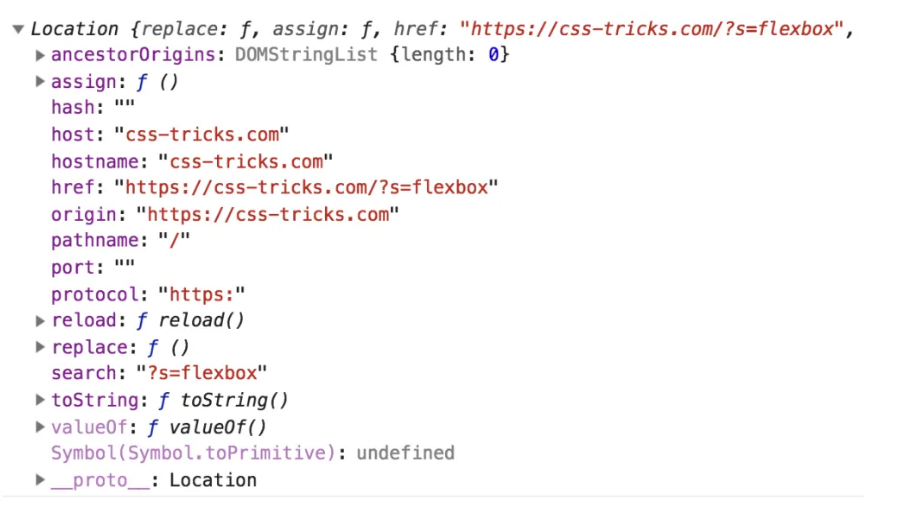 ▼ Location {replace: ƒ, assign: ƒ, href: "https://css-tricks.com/?s=flexbox",
▶ ancestorOrigins: DOMStringList {length: 0}
▶ assign: ƒ ()
hash: ""
host: "css-tricks.com"
hostname: "css-tricks.com"
href: "https://css-tricks.com/?s=flexbox"
origin: "https://css-tricks.com"
pathname: "/"
port: ""
protocol: "https:"
▶ reload: ƒ reload()
▶ replace: ƒ ()
search: "?s=flexbox"
▶ toString: ƒ toString()
▶ valueOf: ƒ valueOf()
Symbol(Symbol.toPrimitive): undefined
▶ __proto__: Location